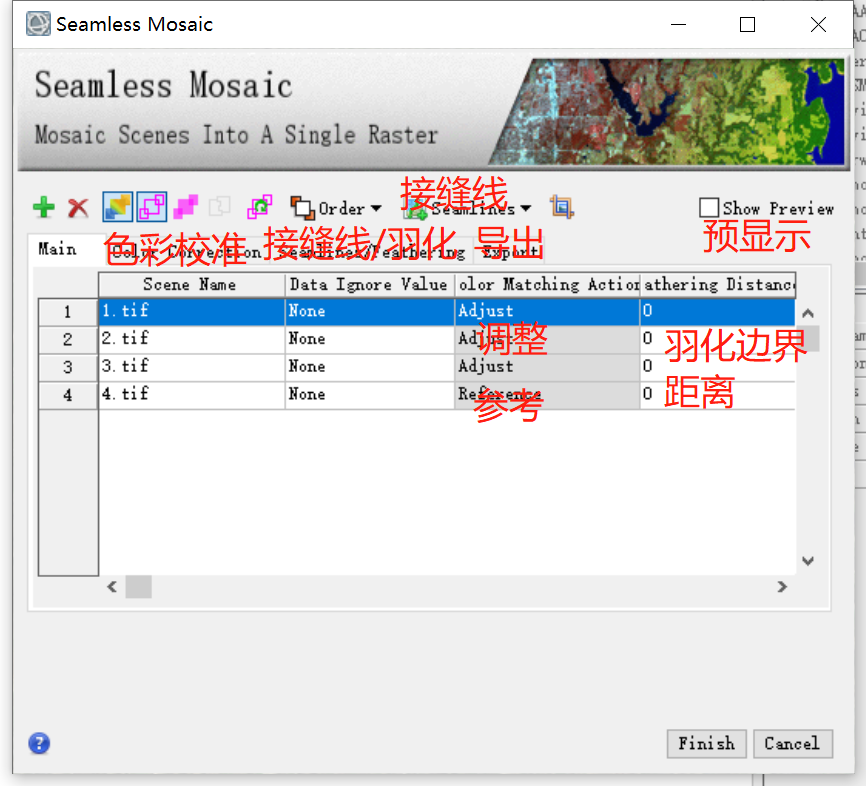 Seamless Mosaic
Seamless Mosaic
Mosaic Scenes Into A Single Raster
接缝线
Order
Seamlines
Show Preview
预显示
Main
Color Correction
色彩校准
Seamlines/Feathering
接缝线/羽化
Export
导出
Scene Name Data Ignore Value olor Matching Action athering Distance
1 1.tif None Adjust 0
2 2.tif None Adjust 0
调整
3 3.tif None Adjust 0
4 4.tif None Reference 0
参考
羽化边界
距离
Finish Cancel